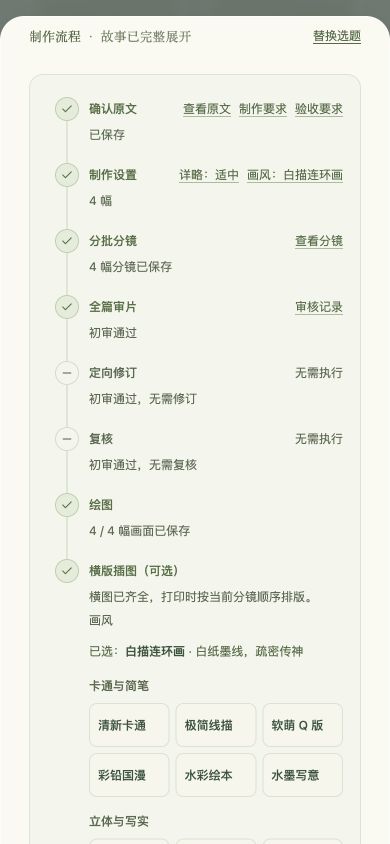 制作流程 · 故事已完整展开 替换选题
确认原文 查看原文 制作要求 验收要求
已保存
制作设置 详略：适中 画风：白描连环画
4 幅
分批分镜 查看分镜
4 幅分镜已保存
全篇审片 审核记录
初审通过
定向修订 无需执行
初审通过，无需修订
复核 无需执行
初审通过，无需复核
绘图
4 / 4 幅画面已保存
横版插图（可选）
横图已齐全，打印时按当前分镜顺序排版。
画风
已选：白描连环画 · 白纸墨线，疏密传神
卡通与简笔
清新卡通 极简线描 软萌 Q 版
彩铅国漫 水彩绘本 水墨写意
立体与写实